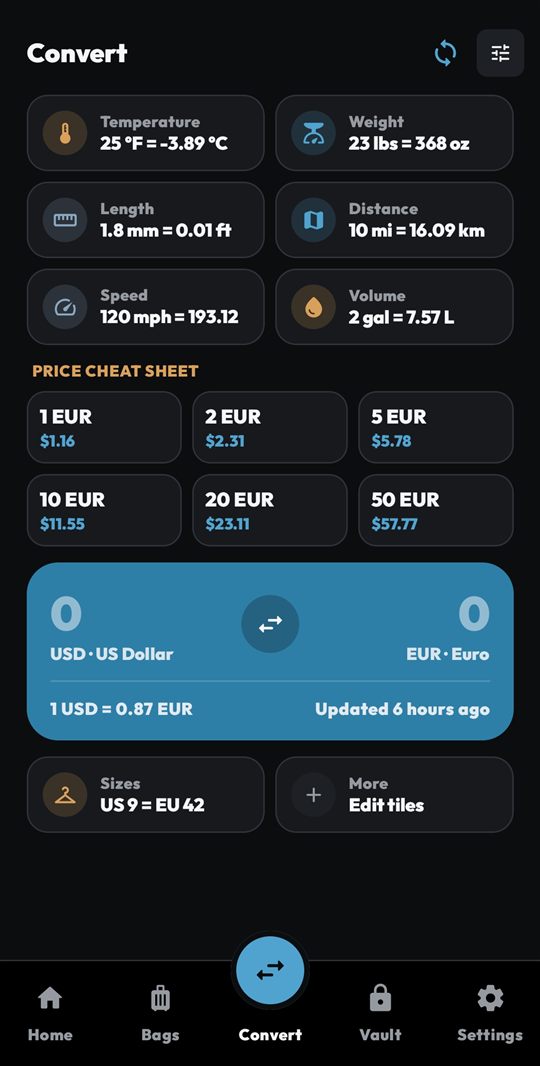 Convert
Temperature
25 °F = -3.89 °C
Weight
23 lbs = 368 oz
Length
1.8 mm = 0.01 ft
Distance
10 mi = 16.09 km
Speed
120 mph = 193.12
Volume
2 gal = 7.57 L
PRICE CHEAT SHEET
1 EUR
$1.16
2 EUR
$2.31
5 EUR
$5.78
10 EUR
$11.55
20 EUR
$23.11
50 EUR
$57.77
0
0
USD · US Dollar
EUR · Euro
1 USD = 0.87 EUR
Updated 6 hours ago
Sizes
US 9 = EU 42
More
Edit tiles
Home
Bags
Convert
Vault
Settings